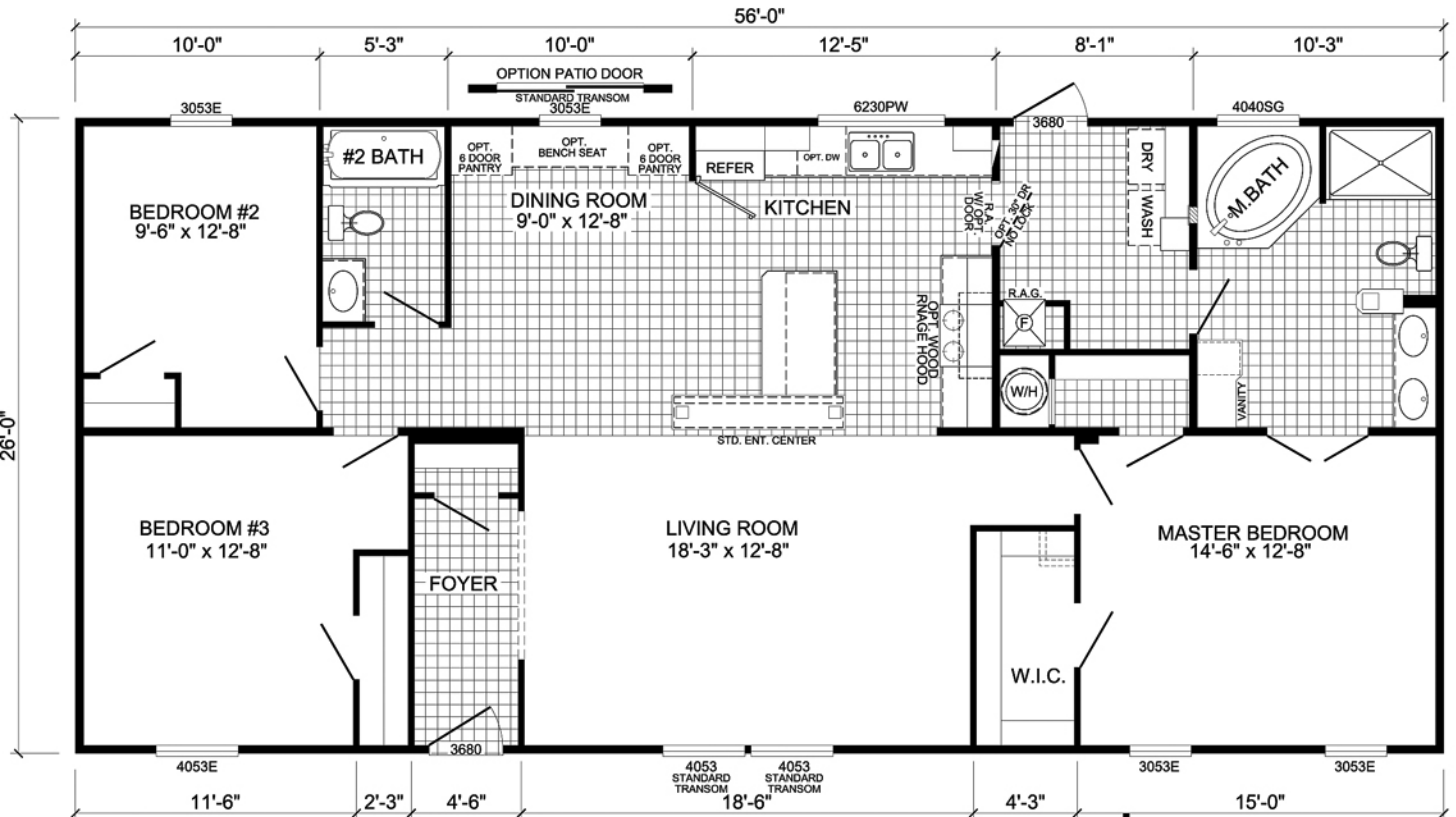 56'-0"
10'-0"
5'-3"
10'-0"
12'-5"
8'-1"
10'-3"
OPTION PATIO DOOR
STANDARD TRANSOM
3053E
3053E
6230PW
3680
4040SG
#2 BATH
OPT.
6 DOOR
PANTRY
OPT.
BENCH SEAT
OPT.
6 DOOR
PANTRY
REFER
OPT. DW
DRY
WASH
M.BATH
BEDROOM #2
9'-6" x 12'-8"
DINING ROOM
9'-0" x 12'-8"
KITCHEN
R.A.
W/ OPT.
DOOR
OPT. 30" DR
NO LOCK
R.A.G.
F
OPT. WOOD
RNAGE HOOD
W/H
VANITY
26'-0"
STD. ENT. CENTER
BEDROOM #3
11'-0" x 12'-8"
FOYER
LIVING ROOM
18'-3" x 12'-8"
MASTER BEDROOM
14'-6" x 12'-8"
W.I.C.
3680
4053E
4053
STANDARD
TRANSOM
4053
STANDARD
TRANSOM
3053E
3053E
11'-6"
2'-3"
4'-6"
18'-6"
4'-3"
15'-0"